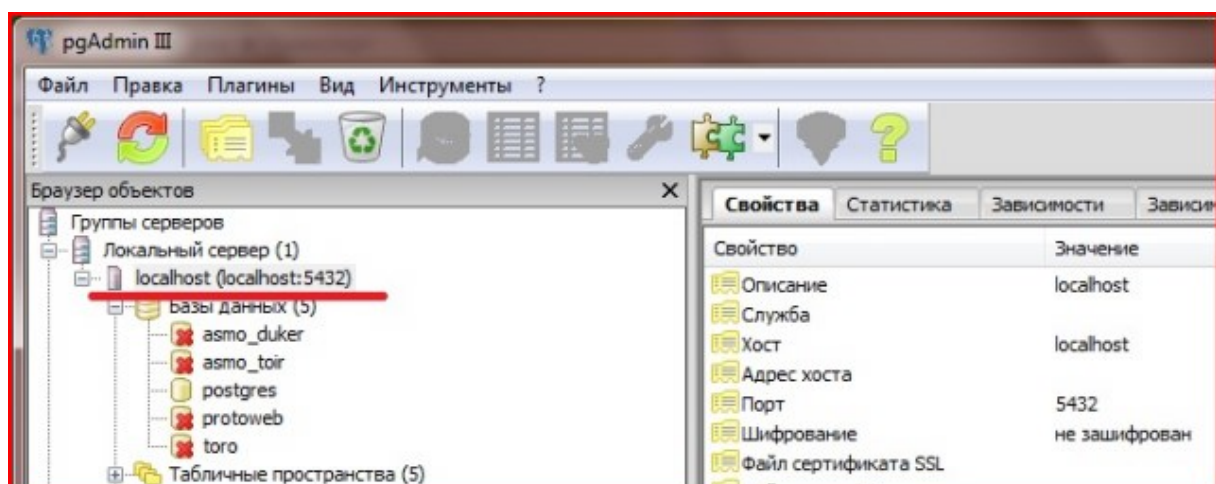 pgAdmin III
Файл Правка Плагины Вид Инструменты ?
Браузер объектов
Группы серверов
Локальный сервер (1)
localhost (localhost:5432)
Базы данных (5)
asmo_duker
asmo_toir
postgres
protoweb
toro
Табличные пространства (5)
Свойства Статистика Зависимости
Свойство Значение
Описание localhost
Служба
Хост localhost
Адрес хоста
Порт 5432
Шифрование не зашифрован
Файл сертификата SSL